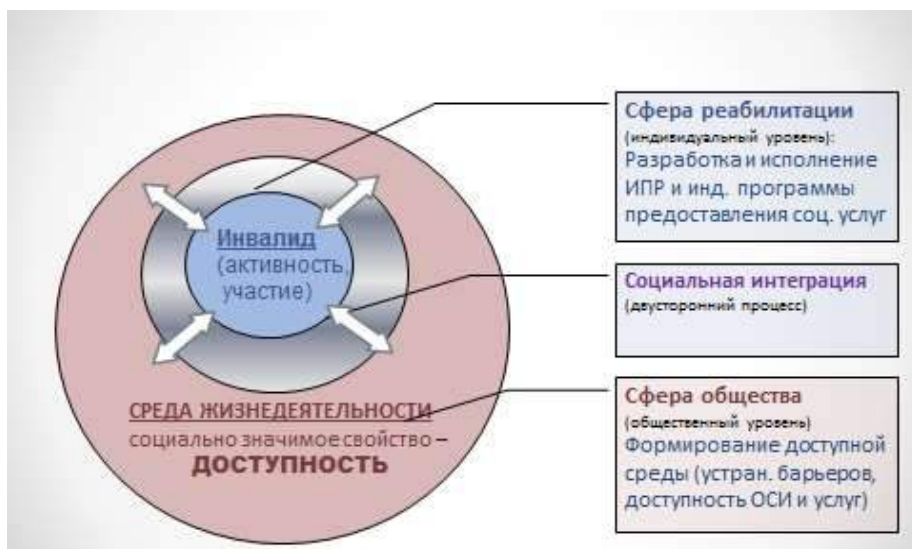 Инвалид
(активность,
участие)
СРЕДА ЖИЗНЕДЕЯТЕЛЬНОСТИ
социально значимое свойство –
ДОСТУПНОСТЬ
Сфера реабилитации
(индивидуальный уровень):
Разработка и исполнение
ИПР и инд. программы
предоставления соц. услуг
Социальная интеграция
(двусторонний процесс)
Сфера общества
(общественный уровень)
Формирование доступной
среды (устран. барьеров,
доступность ОСИ и услуг)